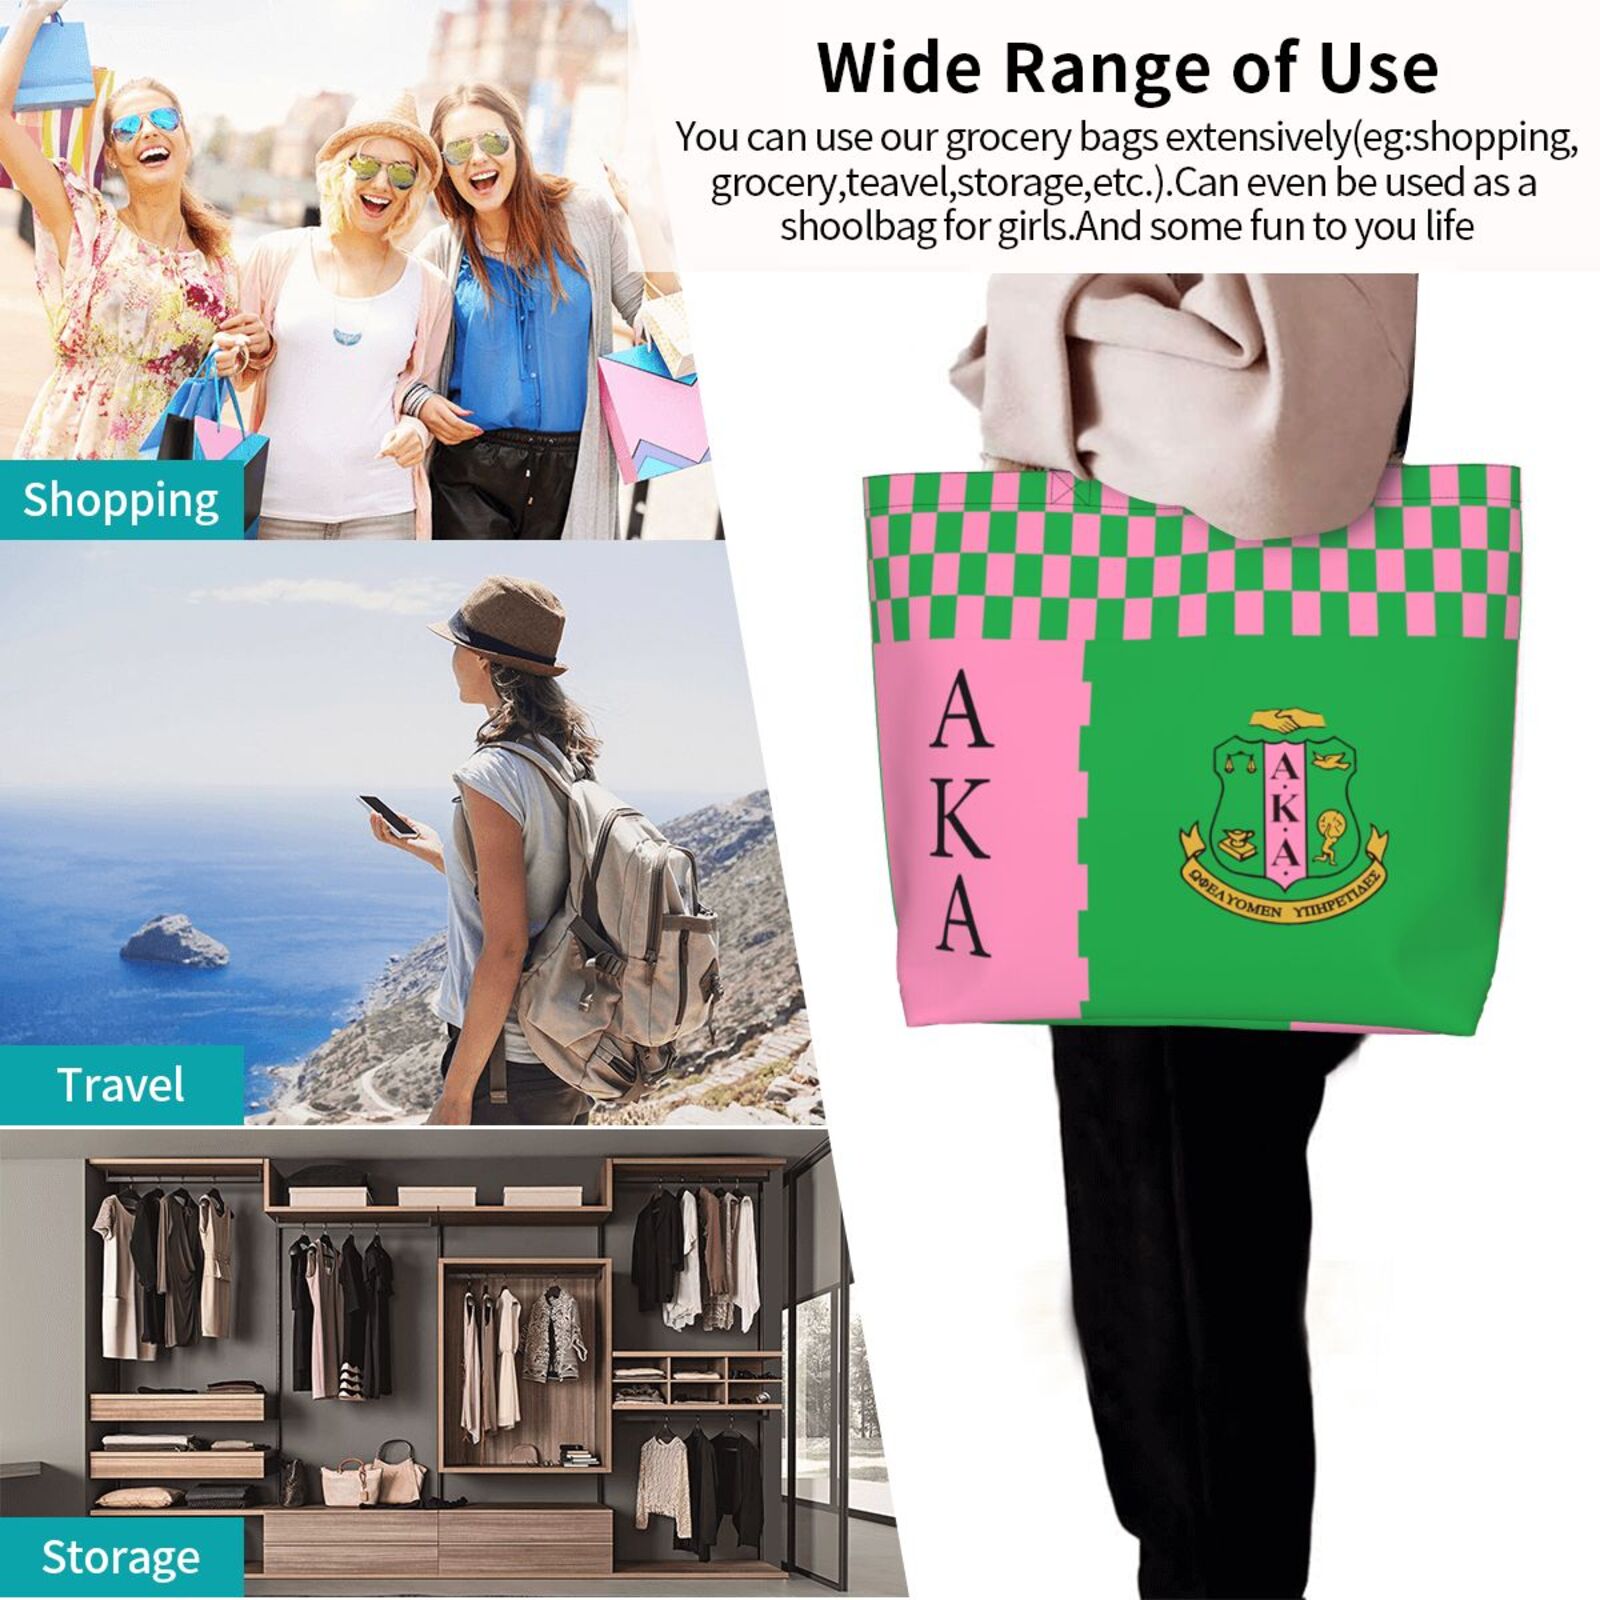 Wide Range of Use
You can use our grocery bags extensively(eg:shopping,
grocery,teavel,storage,etc.).Can even be used as a
shoolbag for girls.And some fun to you life
Shopping
Travel
Storage
A
K
A
A
·
K
·
A
·
ΩΦΕΛΥΟΜΕΝ ΥΠΗΡΕΤΙΔΕΣ